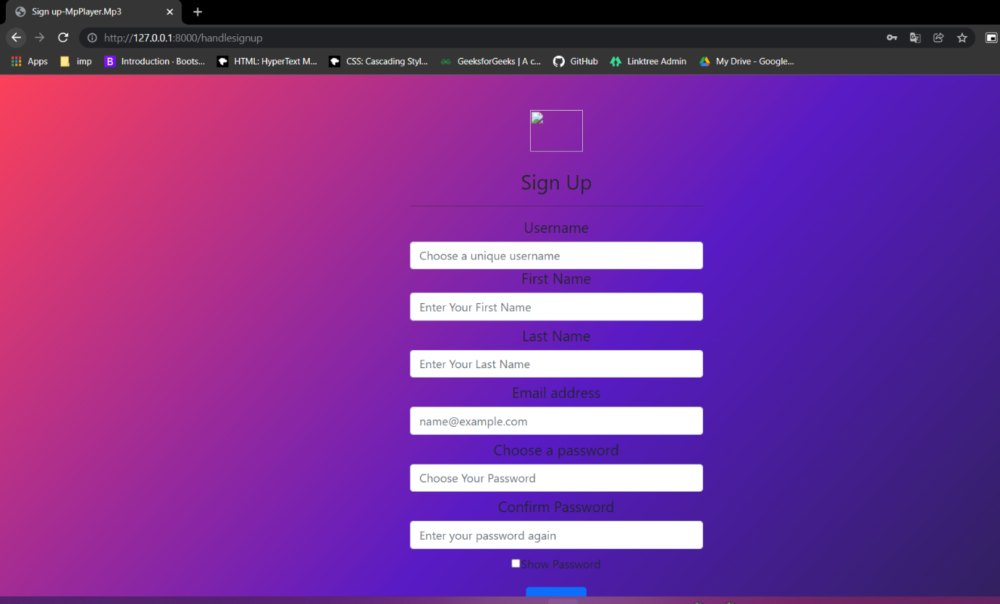 Sign up-MpPlayer.Mp3
http://127.0.0.1:8000/handlesignup
Apps imp B Introduction · Boots... HTML: HyperText M... CSS: Cascading Styl... GeeksforGeeks | A c... GitHub Linktree Admin My Drive - Google...
Sign Up
Username
Choose a unique username
First Name
Enter Your First Name
Last Name
Enter Your Last Name
Email address
name@example.com
Choose a password
Choose Your Password
Confirm Password
Enter your password again
Show Password